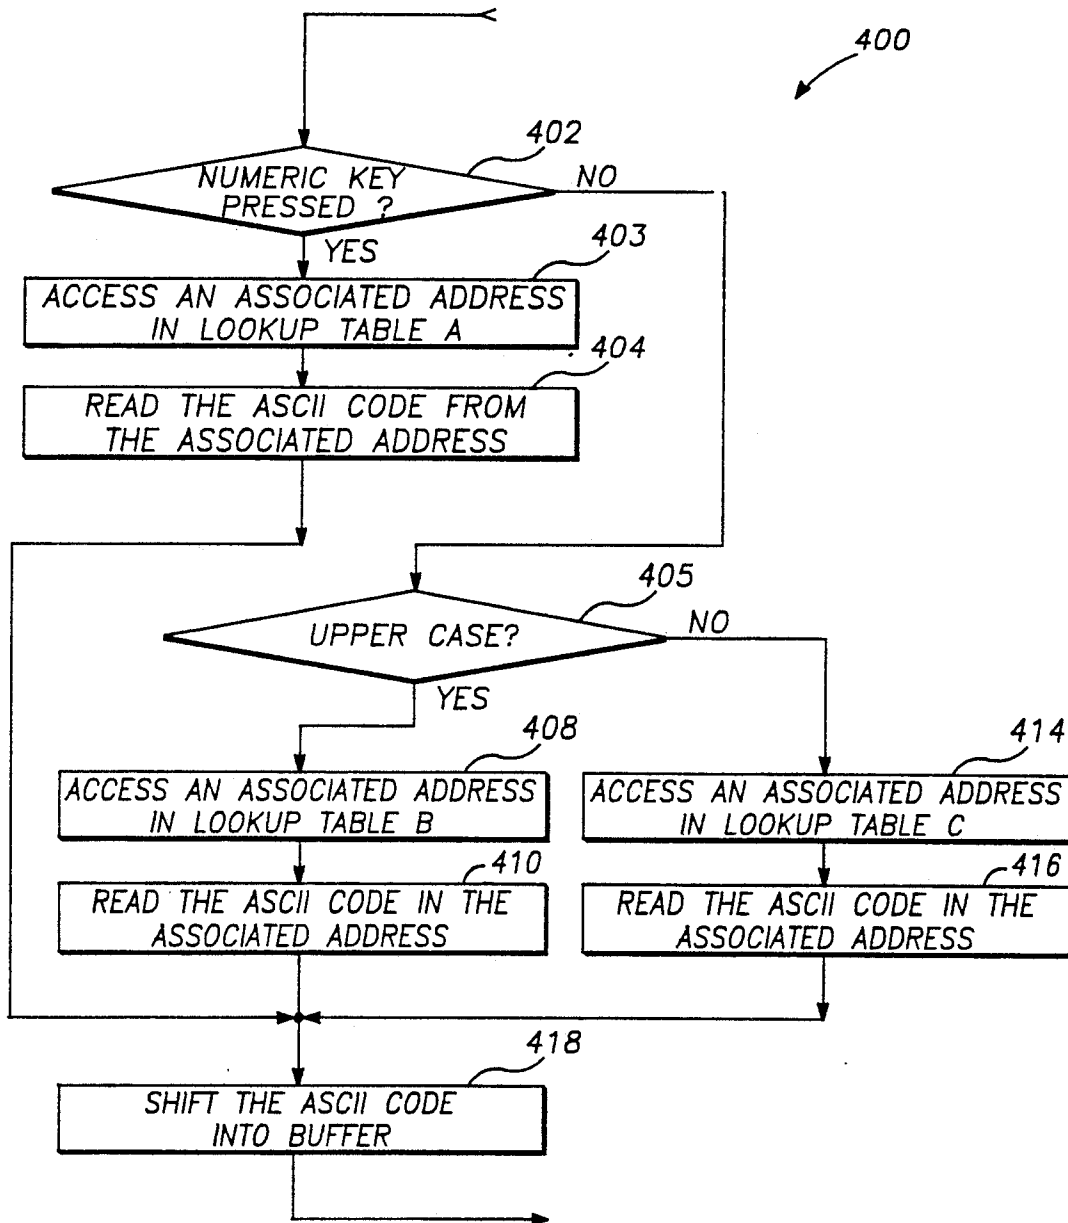 400
402
NUMERIC KEY
PRESSED ?
NO
YES
403
ACCESS AN ASSOCIATED ADDRESS
IN LOOKUP TABLE A
404
READ THE ASCII CODE FROM
THE ASSOCIATED ADDRESS
405
UPPER CASE?
NO
YES
408
ACCESS AN ASSOCIATED ADDRESS
IN LOOKUP TABLE B
414
ACCESS AN ASSOCIATED ADDRESS
IN LOOKUP TABLE C
410
READ THE ASCII CODE IN THE
ASSOCIATED ADDRESS
416
READ THE ASCII CODE IN THE
ASSOCIATED ADDRESS
418
SHIFT THE ASCII CODE
INTO BUFFER